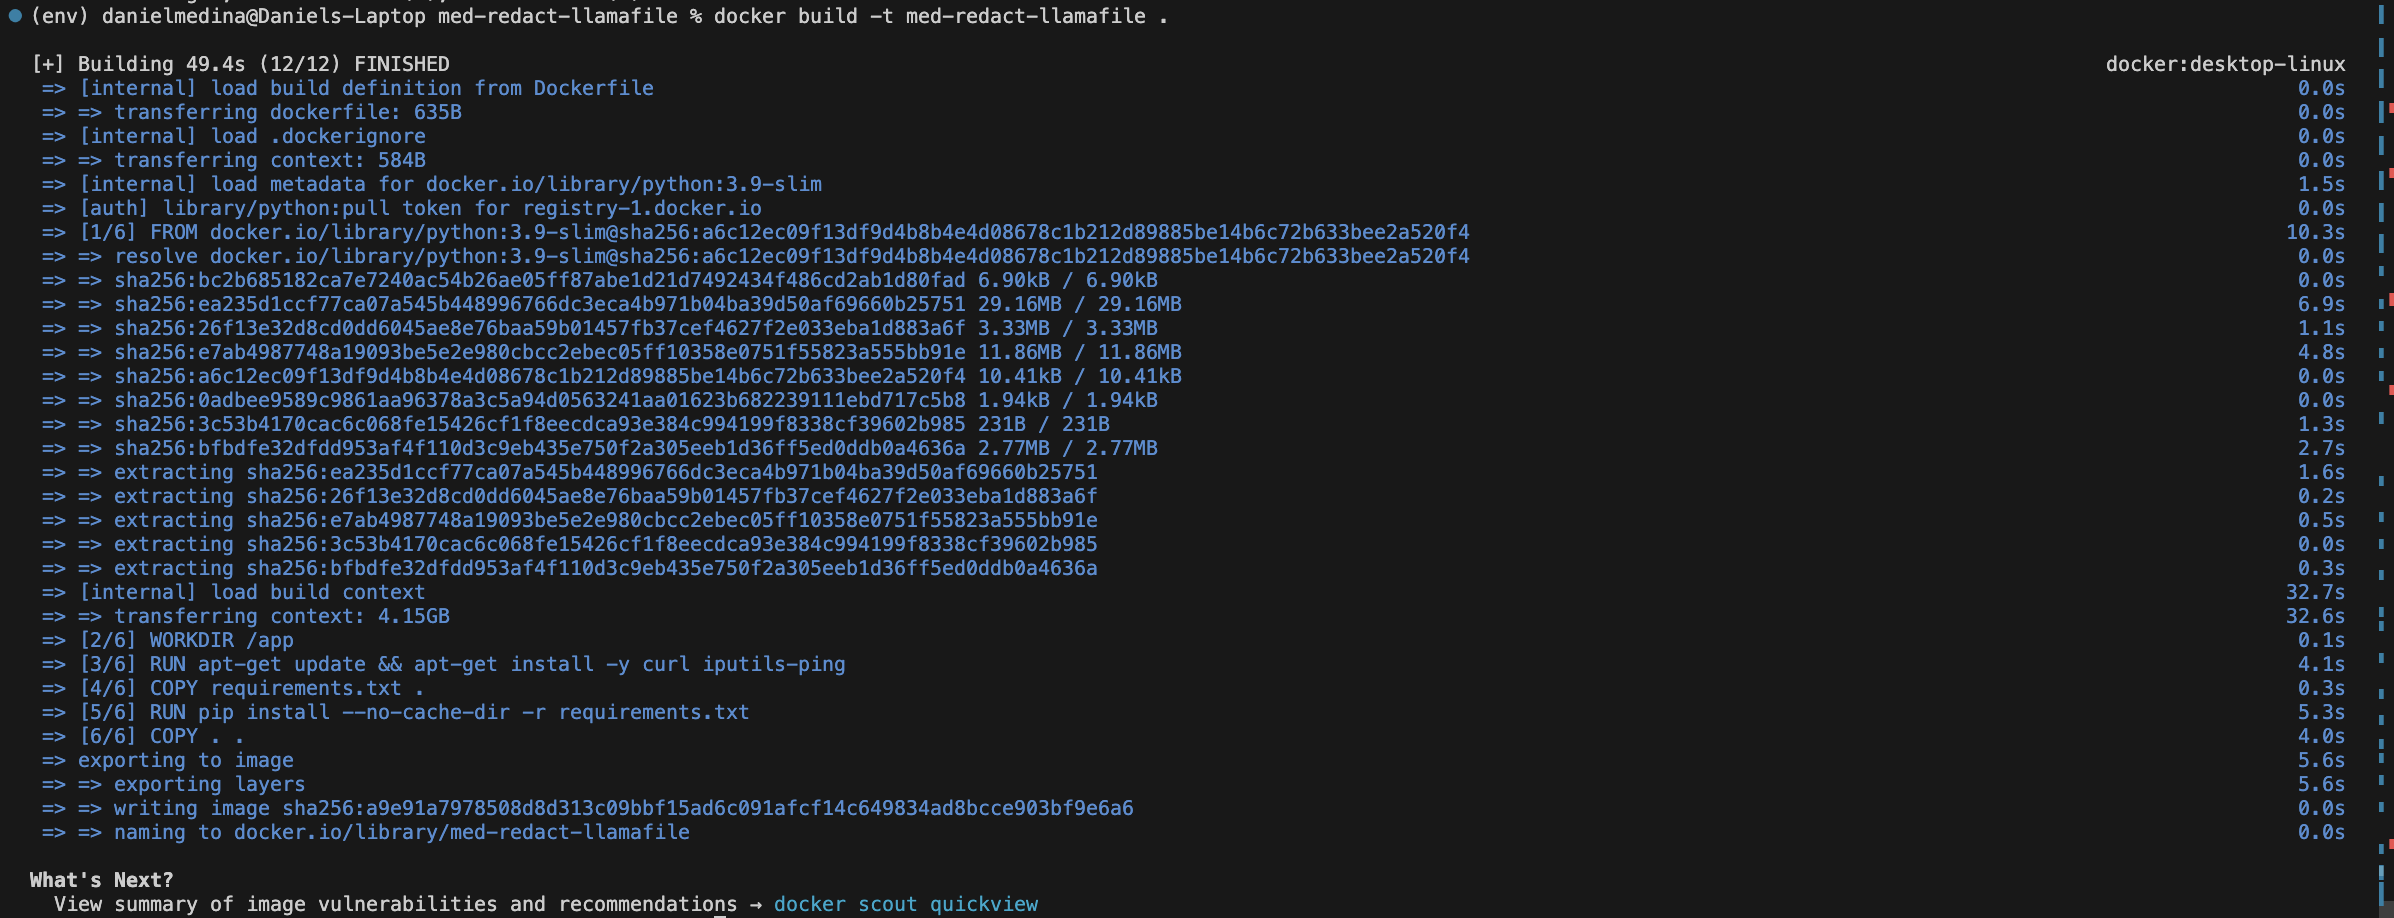 (env) danielmedina@Daniels-Laptop med-redact-llamafile % docker build -t med-redact-llamafile .
[+] Building 49.4s (12/12) FINISHED docker:desktop-linux
=> [internal] load build definition from Dockerfile 0.0s
=> => transferring dockerfile: 635B 0.0s
=> [internal] load .dockerignore 0.0s
=> => transferring context: 584B 0.0s
=> [internal] load metadata for docker.io/library/python:3.9-slim 1.5s
=> [auth] library/python:pull token for registry-1.docker.io 0.0s
=> [1/6] FROM docker.io/library/python:3.9-slim@sha256:a6c12ec09f13df9d4b8b4e4d08678c1b212d89885be14b6c72b633bee2a520f4 10.3s
=> => resolve docker.io/library/python:3.9-slim@sha256:a6c12ec09f13df9d4b8b4e4d08678c1b212d89885be14b6c72b633bee2a520f4 0.0s
=> => sha256:bc2b685182ca7e7240ac54b26ae05ff87abe1d21d7492434f486cd2ab1d80fad 6.90kB / 6.90kB 0.0s
=> => sha256:ea235d1ccf77ca07a545b448996766dc3eca4b971b04ba39d50af69660b25751 29.16MB / 29.16MB 6.9s
=> => sha256:26f13e32d8cd0dd6045ae8e76baa59b01457fb37cef4627f2e033eba1d883a6f 3.33MB / 3.33MB 1.1s
=> => sha256:e7ab4987748a19093be5e2e980cbcc2ebec05ff10358e0751f55823a555bb91e 11.86MB / 11.86MB 4.8s
=> => sha256:a6c12ec09f13df9d4b8b4e4d08678c1b212d89885be14b6c72b633bee2a520f4 10.41kB / 10.41kB 0.0s
=> => sha256:0adbee9589c9861aa96378a3c5a94d0563241aa01623b682239111ebd717c5b8 1.94kB / 1.94kB 0.0s
=> => sha256:3c53b4170cac6c068fe15426cf1f8eecdca93e384c994199f8338cf39602b985 231B / 231B 1.3s
=> => sha256:bfbdfe32dfdd953af4f110d3c9eb435e750f2a305eeb1d36ff5ed0ddb0a4636a 2.77MB / 2.77MB 2.7s
=> => extracting sha256:ea235d1ccf77ca07a545b448996766dc3eca4b971b04ba39d50af69660b25751 1.6s
=> => extracting sha256:26f13e32d8cd0dd6045ae8e76baa59b01457fb37cef4627f2e033eba1d883a6f 0.2s
=> => extracting sha256:e7ab4987748a19093be5e2e980cbcc2ebec05ff10358e0751f55823a555bb91e 0.5s
=> => extracting sha256:3c53b4170cac6c068fe15426cf1f8eecdca93e384c994199f8338cf39602b985 0.0s
=> => extracting sha256:bfbdfe32dfdd953af4f110d3c9eb435e750f2a305eeb1d36ff5ed0ddb0a4636a 0.3s
=> [internal] load build context 32.7s
=> => transferring context: 4.15GB 32.6s
=> [2/6] WORKDIR /app 0.1s
=> [3/6] RUN apt-get update && apt-get install -y curl iputils-ping 4.1s
=> [4/6] COPY requirements.txt . 0.3s
=> [5/6] RUN pip install --no-cache-dir -r requirements.txt 5.3s
=> [6/6] COPY . . 4.0s
=> exporting to image 5.6s
=> => exporting layers 5.6s
=> => writing image sha256:a9e91a7978508d8d313c09bbf15ad6c091afcf14c649834ad8bcce903bf9e6a6 0.0s
=> => naming to docker.io/library/med-redact-llamafile 0.0s
What's Next?
View summary of image vulnerabilities and recommendations → docker scout quickview